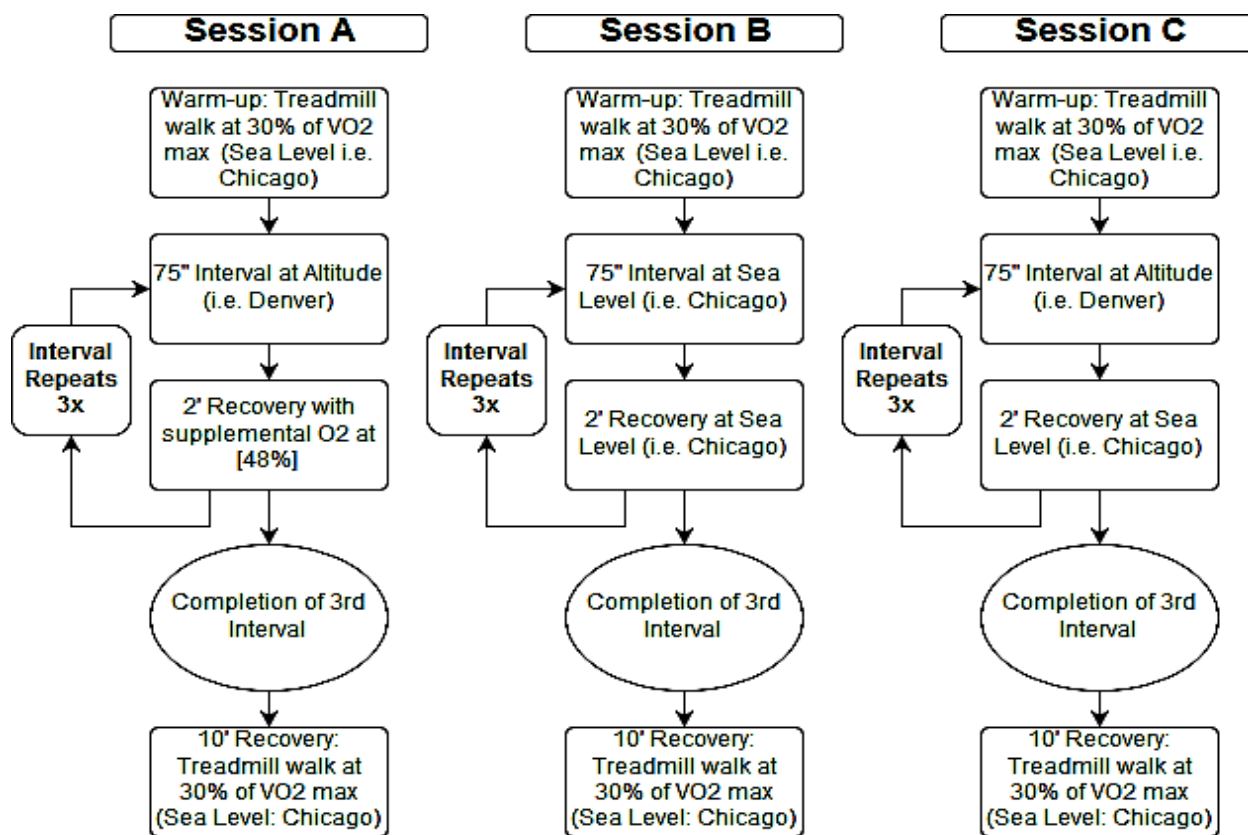 Session A
Warm-up: Treadmill
walk at 30% of VO2
max (Sea Level i.e.
Chicago)
75" Interval at Altitude
(i.e. Denver)
Interval
Repeats
3x
2' Recovery with
supplemental O2 at
[48%]
Completion of 3rd
Interval
10' Recovery:
Treadmill walk at
30% of VO2 max
(Sea Level: Chicago)
Session B
Warm-up: Treadmill
walk at 30% of VO2
max (Sea Level i.e.
Chicago)
75" Interval at Sea
Level (i.e. Chicago)
Interval
Repeats
3x
2' Recovery at Sea
Level (i.e. Chicago)
Completion of 3rd
Interval
10' Recovery:
Treadmill walk at
30% of VO2 max
(Sea Level: Chicago)
Session C
Warm-up: Treadmill
walk at 30% of VO2
max (Sea Level i.e.
Chicago)
75" Interval at Altitude
(i.e. Denver)
Interval
Repeats
3x
2' Recovery at Sea
Level (i.e. Chicago)
Completion of 3rd
Interval
10' Recovery:
Treadmill walk at
30% of VO2 max
(Sea Level: Chicago)